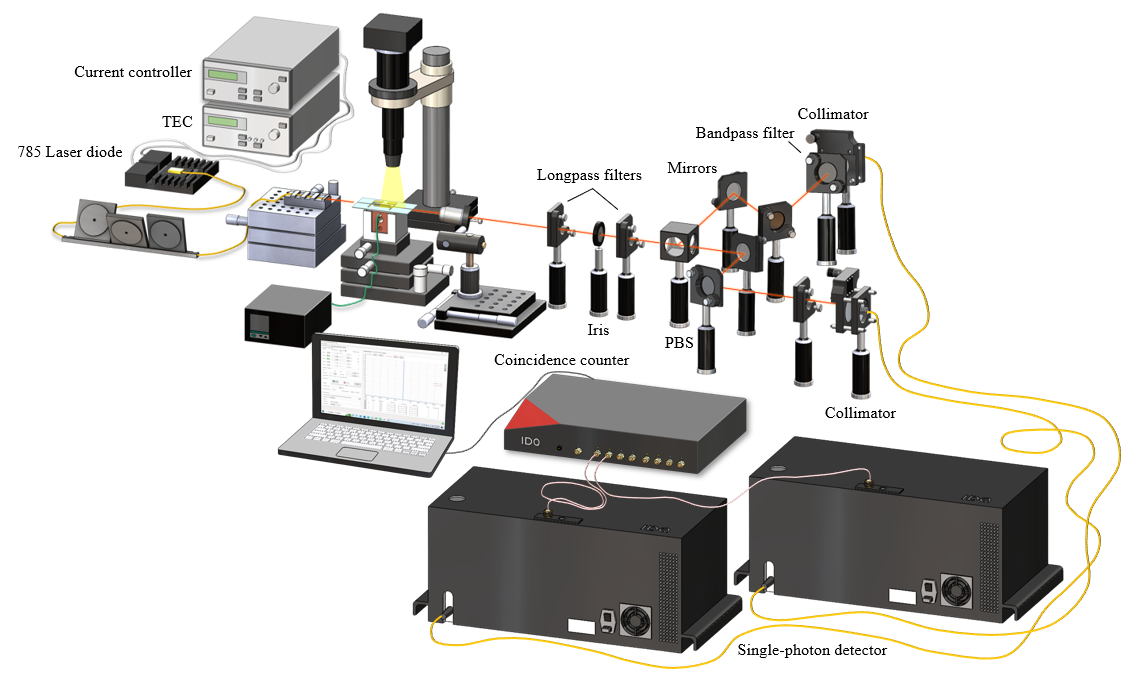 Current controller
TEC
785 Laser diode
Longpass filters
Mirrors
Bandpass filter
Collimator
Iris
PBS
Collimator
Coincidence counter
IDQ
Single-photon detector